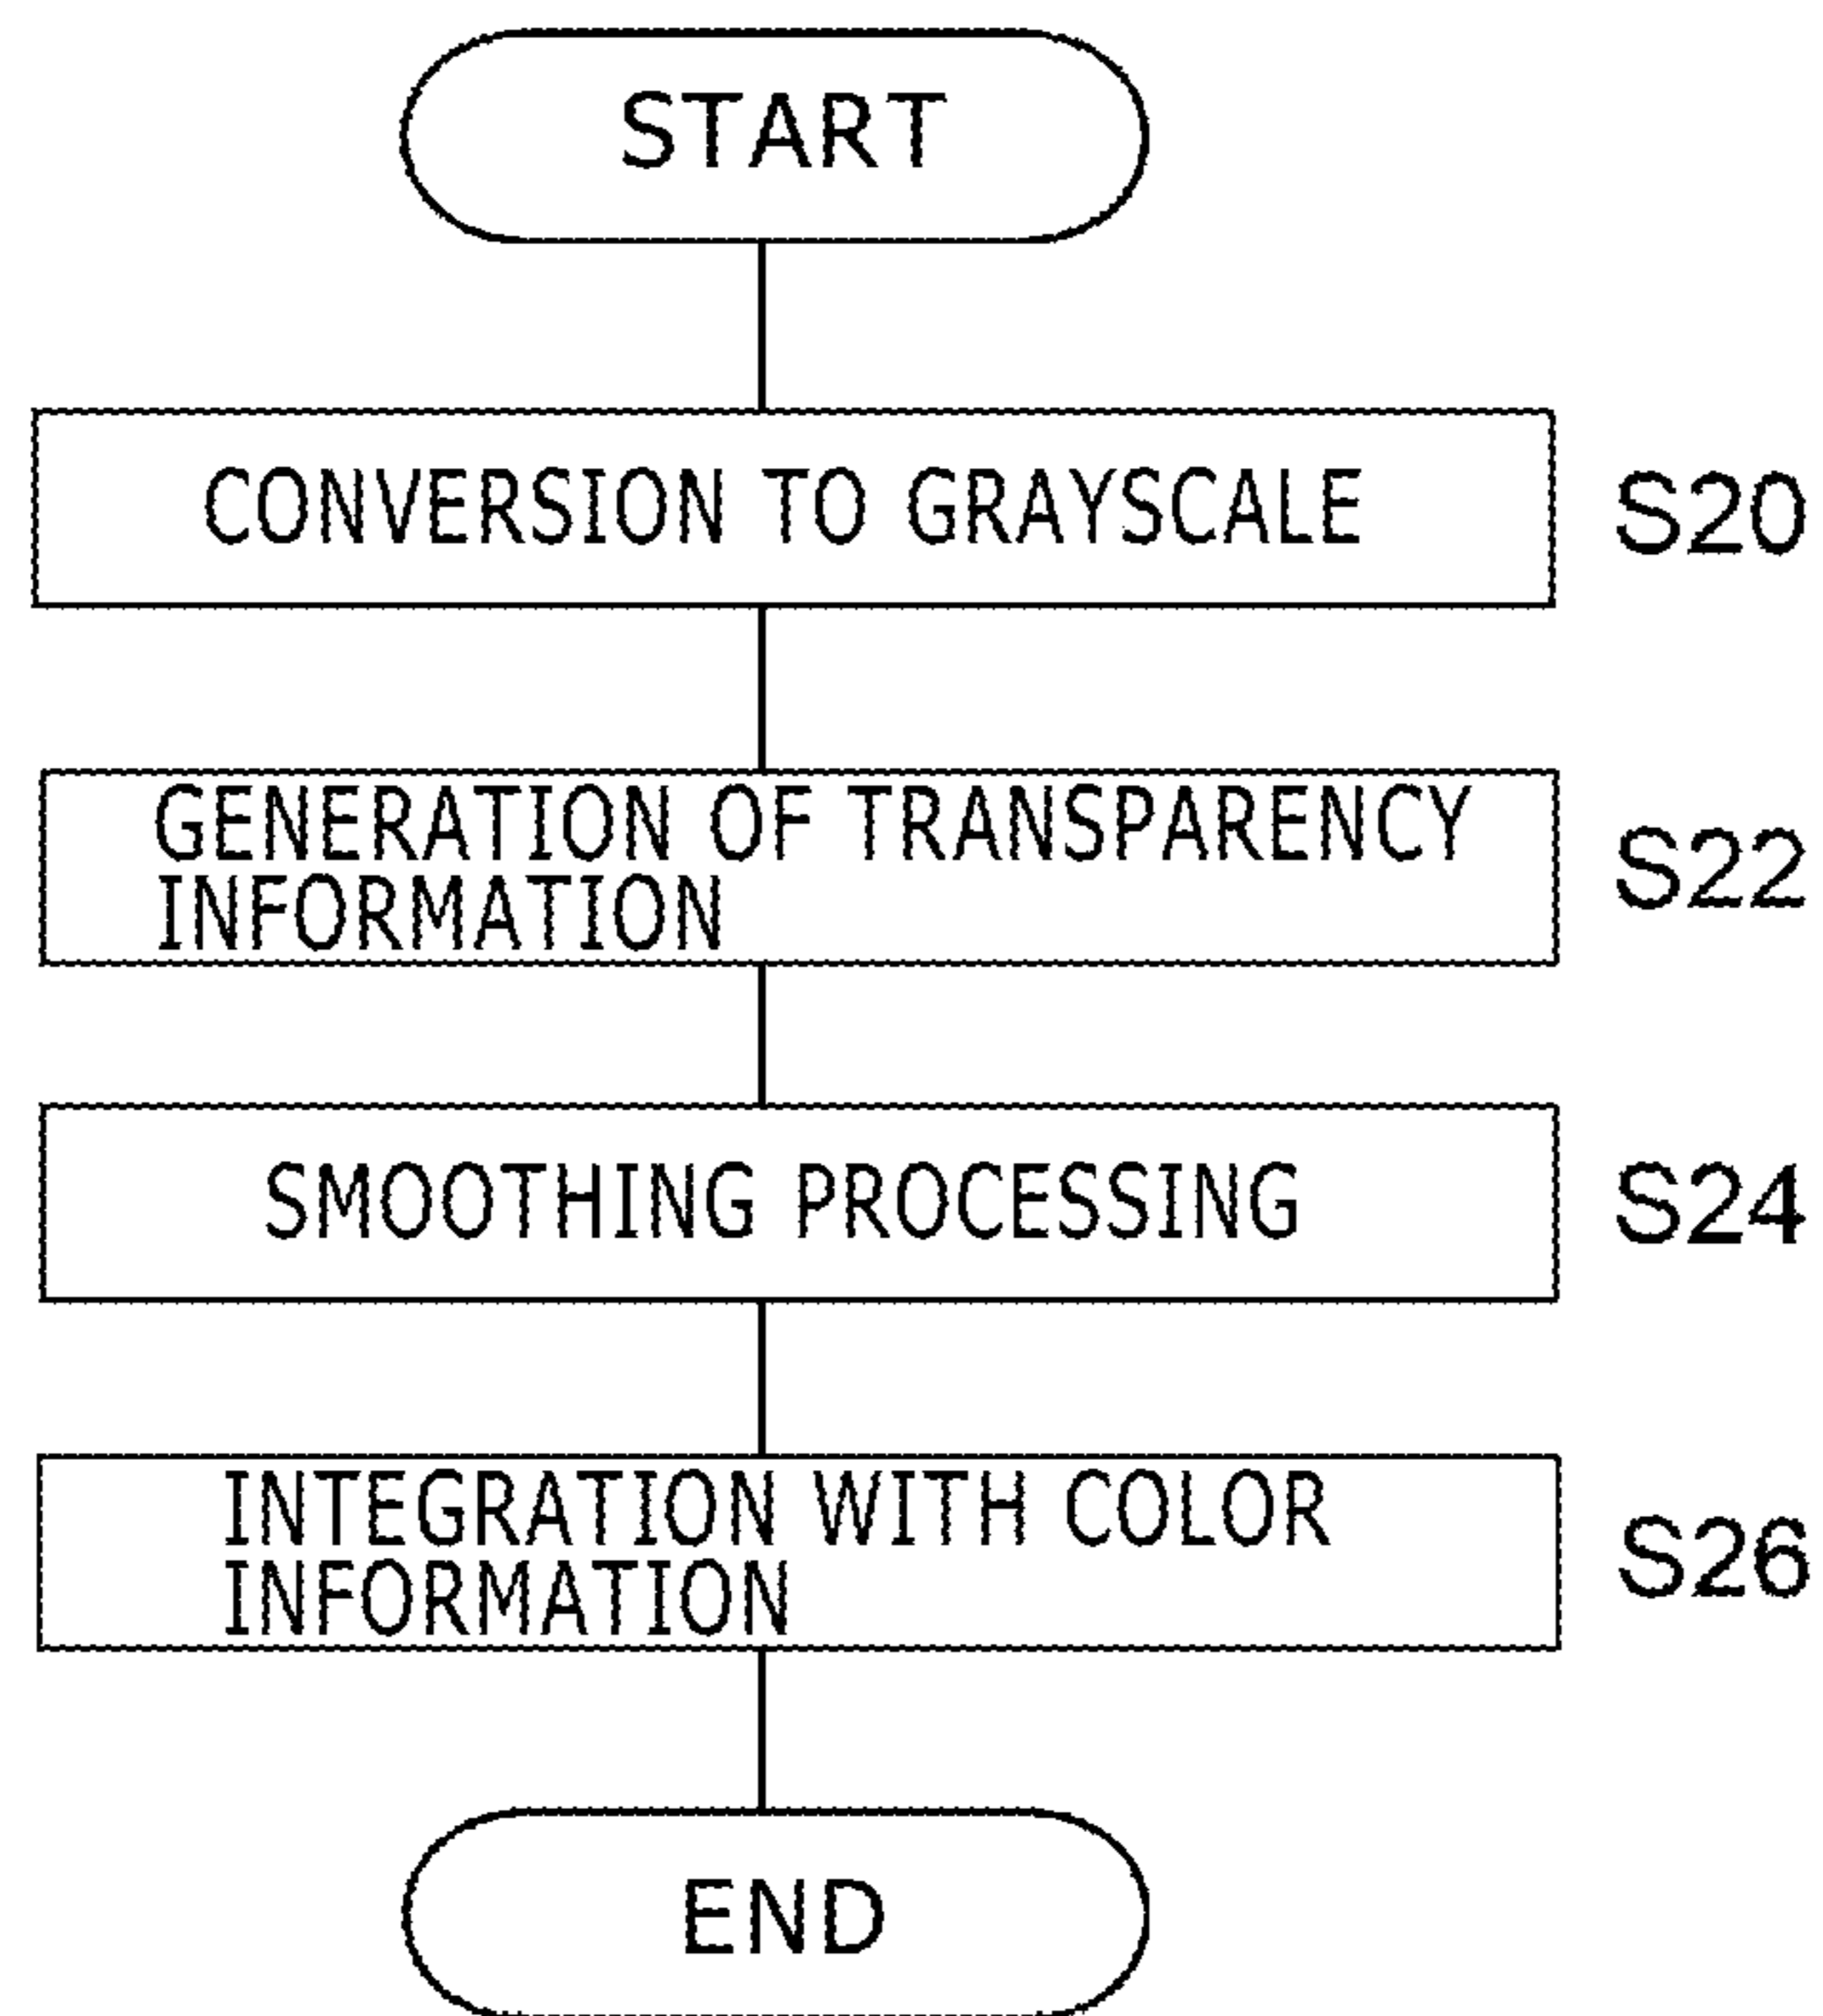 START
CONVERSION TO GRAYSCALE
S20
GENERATION OF TRANSPARENCY
INFORMATION
S22
SMOOTHING PROCESSING
S24
INTEGRATION WITH COLOR
INFORMATION
S26
END